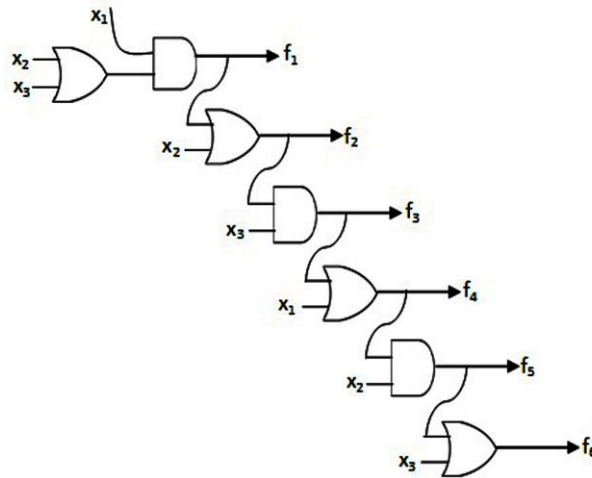 x₁
x₂
x₃
f₁
x₂
f₂
x₃
f₃
x₁
f₄
x₂
f₅
x₃
f₆